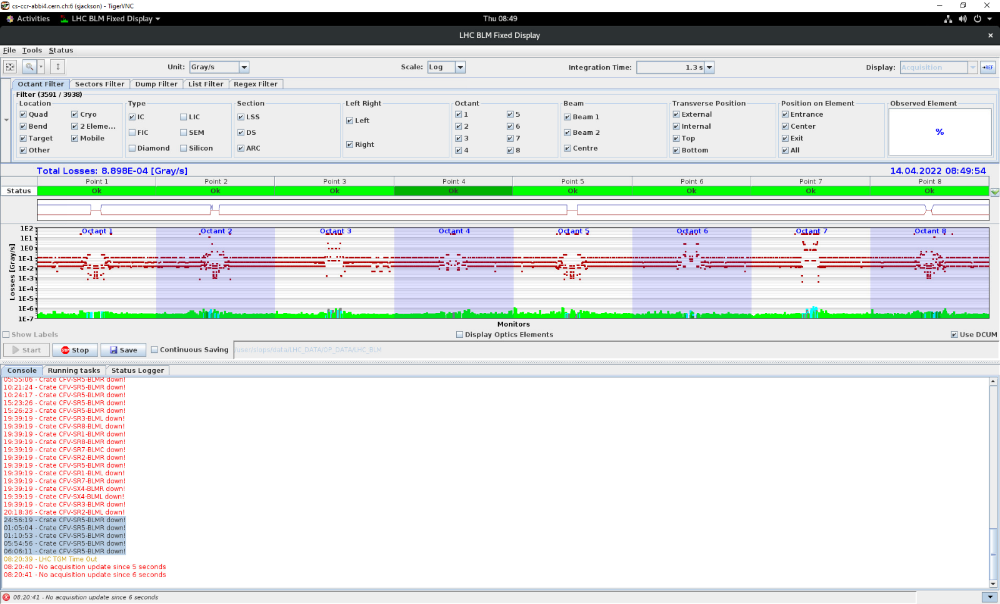 cs-ccr-abbi4.cern.ch:6 (sjackson) - TigerVNC
Activities LHC BLM Fixed Display Thu 08:49
LHC BLM Fixed Display
File Tools Status
Unit: Gray/s Scale: Log Integration Time: 1.3 s Display: Acquisition REF
Octant Filter Sectors Filter Dump Filter List Filter Regex Filter
Filter (3591 / 3938)
Location Type Section Left Right Octant Beam Transverse Position Position on Element Observed Element
Quad Cryo IC LIC LSS Left 1 5 Beam 1 External Entrance
Bend 2 Eleme... FIC SEM DS 2 6 Beam 2 Internal Center %
Target Mobile 3 7 Top Exit
Other Diamond Silicon ARC Right 4 8 Centre Bottom All
Total Losses: 8.898E-04 [Gray/s] 14.04.2022 08:49:54
Point 1 Point 2 Point 3 Point 4 Point 5 Point 6 Point 7 Point 8
Status Ok Ok Ok Ok Ok Ok Ok Ok
Losses [Gray/s]
1E2
1E1
1E0
1E-1
1E-2
1E-3
1E-4
1E-5
1E-6
1E-7
Octant 1 Octant 2 Octant 3 Octant 4 Octant 5 Octant 6 Octant 7 Octant 8
Monitors
Show Labels Display Optics Elements Use DCUM
Start STOP Stop Save Continuous Saving /user/slops/data/LHC_DATA/OP_DATA/LHC_BLM
Console Running tasks Status Logger
05:55:06 - Crate CFV-SR5-BLMR down!
10:21:24 - Crate CFV-SR5-BLMR down!
10:24:17 - Crate CFV-SR5-BLMR down!
15:23:26 - Crate CFV-SR5-BLMR down!
15:26:23 - Crate CFV-SR5-BLMR down!
19:39:19 - Crate CFV-SR3-BLML down!
19:39:19 - Crate CFV-SR8-BLML down!
19:39:19 - Crate CFV-SR1-BLMR down!
19:39:19 - Crate CFV-SR8-BLMR down!
19:39:19 - Crate CFV-SR7-BLMC down!
19:39:19 - Crate CFV-SR2-BLMR down!
19:39:19 - Crate CFV-SR5-BLMR down!
19:39:19 - Crate CFV-SR1-BLML down!
19:39:19 - Crate CFV-SR7-BLMR down!
19:39:19 - Crate CFV-SX4-BLMR down!
19:39:19 - Crate CFV-SX4-BLML down!
19:39:19 - Crate CFV-SR3-BLMR down!
20:18:36 - Crate CFV-SR2-BLML down!
24:56:19 - Crate CFV-SR5-BLMR down!
01:05:04 - Crate CFV-SR5-BLMR down!
01:10:53 - Crate CFV-SR5-BLMR down!
05:54:56 - Crate CFV-SR5-BLMR down!
06:06:11 - Crate CFV-SR5-BLMR down!
08:20:39 - LHC TGM Time Out
08:20:40 - No acquisition update since 5 seconds
08:20:41 - No acquisition update since 6 seconds
08:20:41 - No acquisition update since 6 seconds